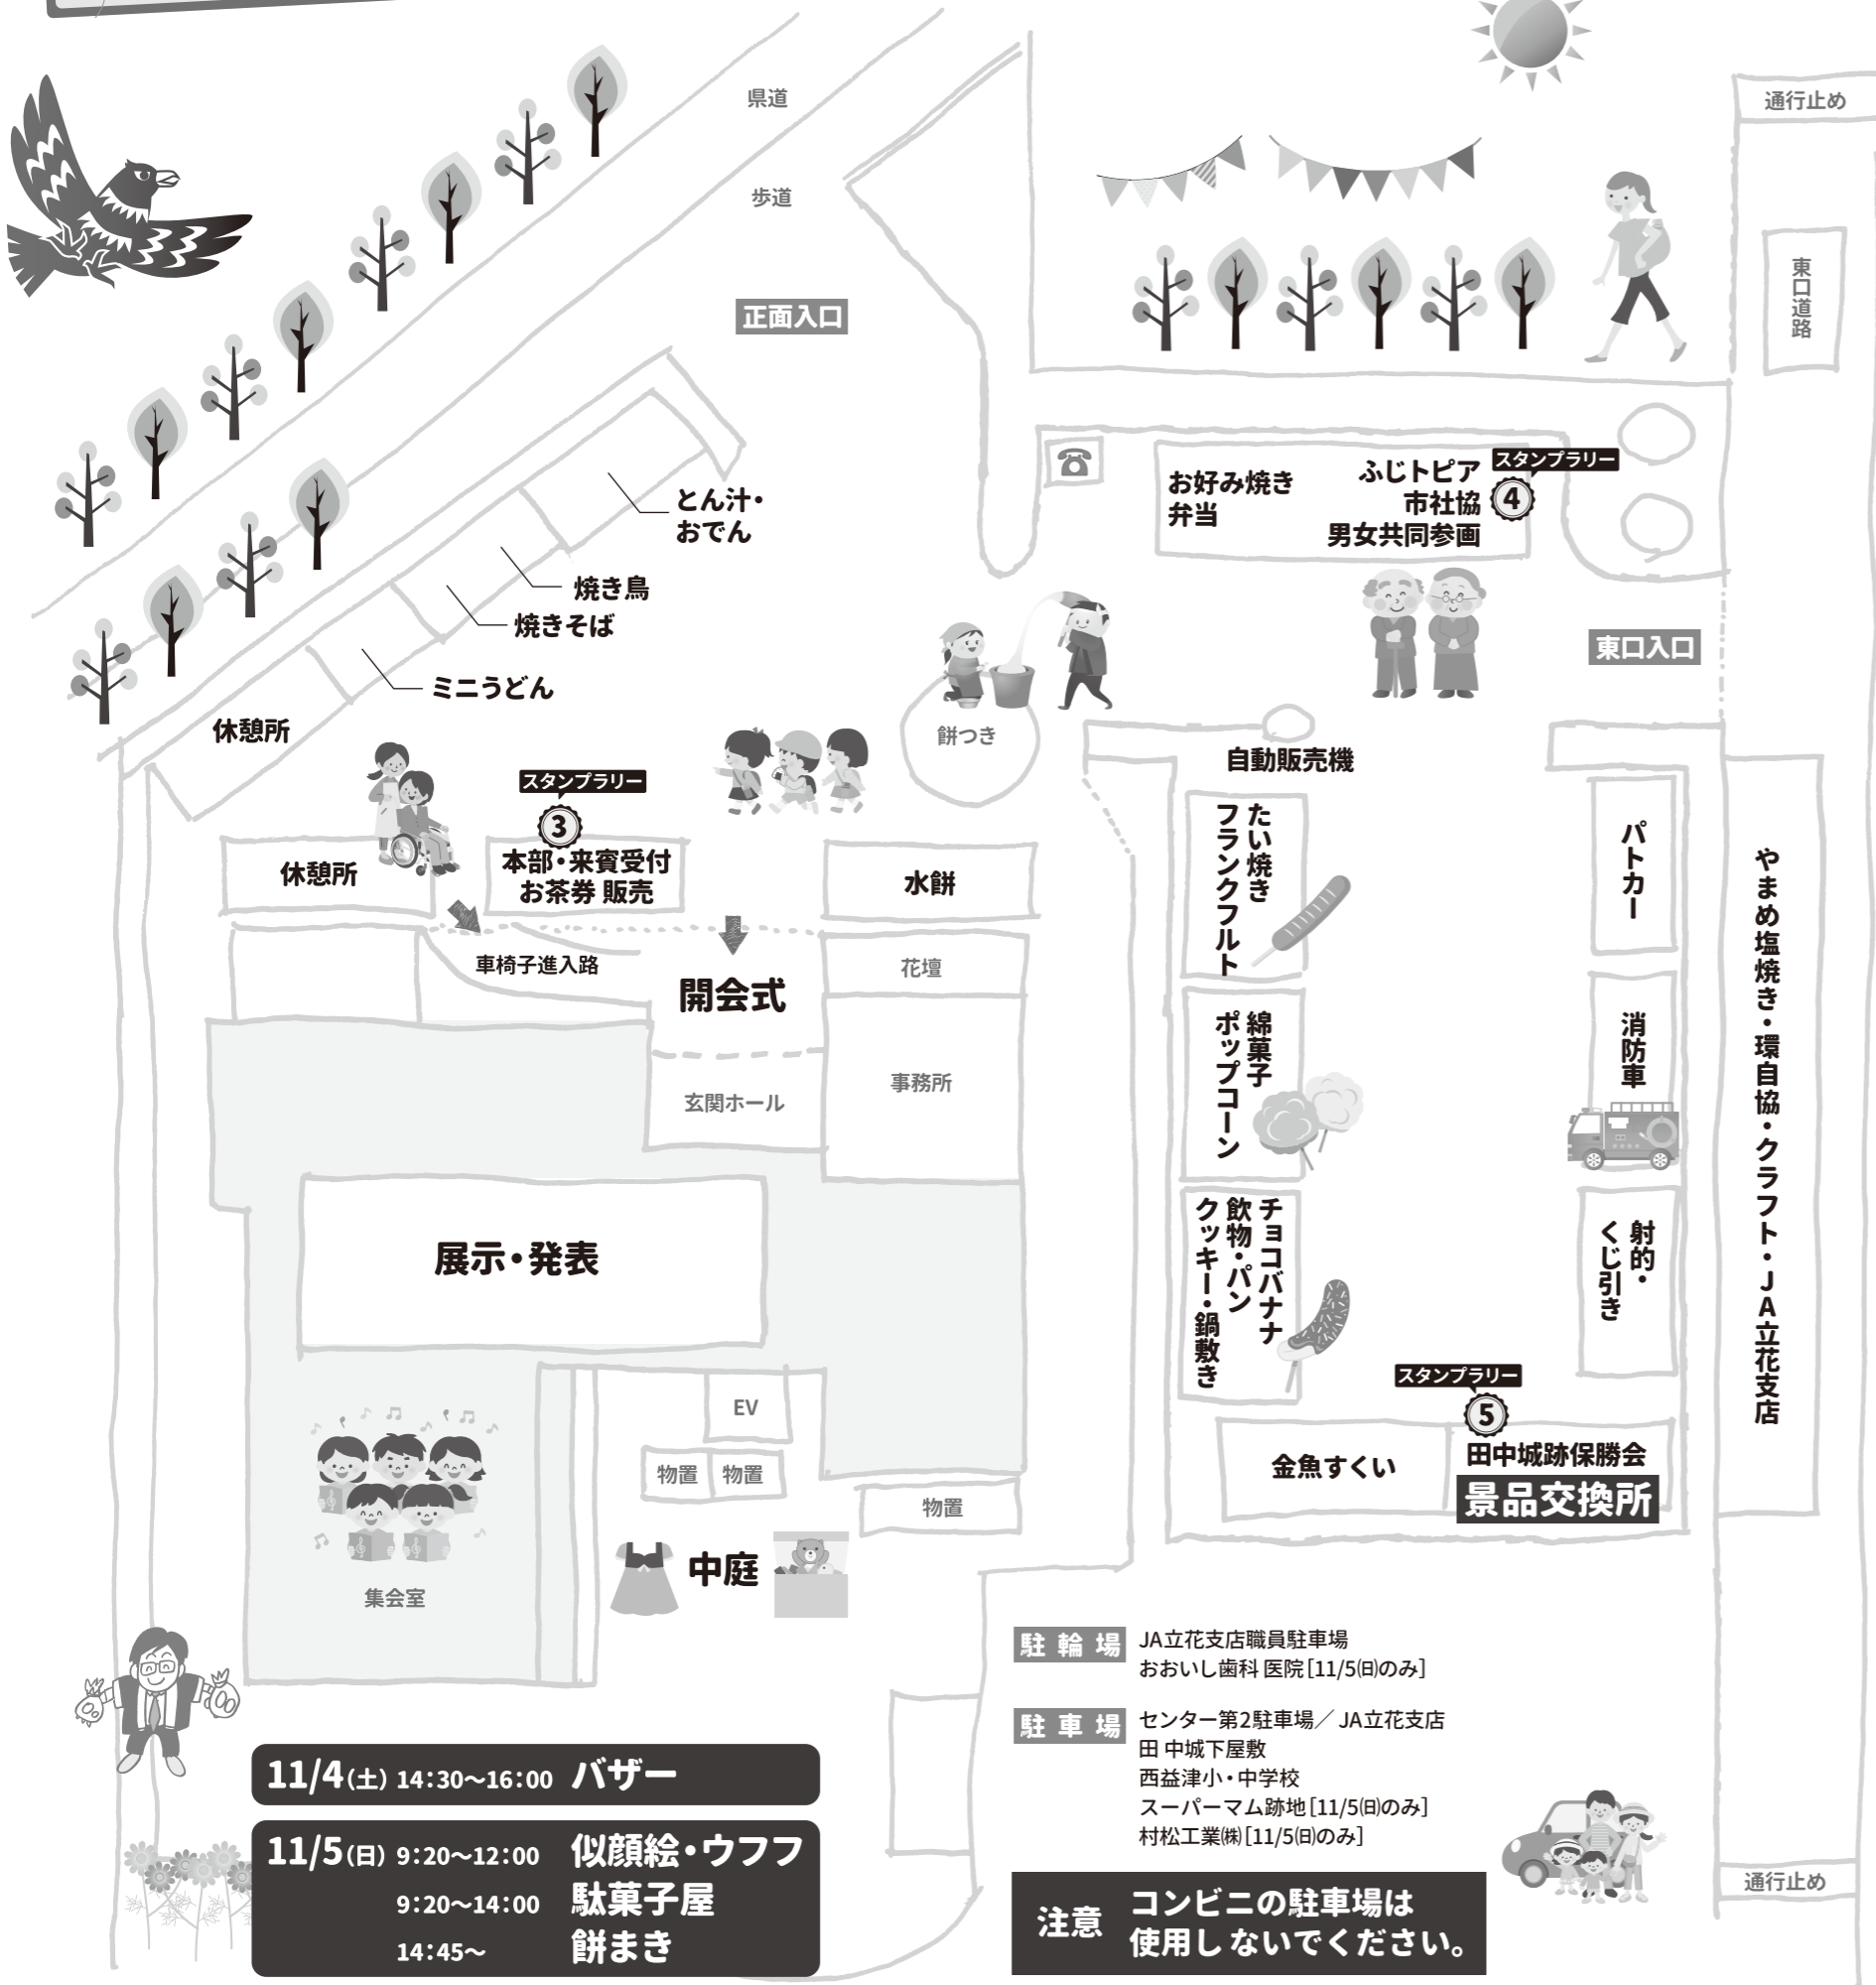 県道
歩道
通行止め
東口道路
正面入口
とん汁・
おでん
焼き鳥
焼きそば
ミニうどん
休憩所
お好み焼き
弁当
ふじトピア
市社協
男女共同参画
スタンプラリー
4
東口入口
餅つき
自動販売機
スタンプラリー
3
本部・来賓受付
お茶券 販売
休憩所
水餅
車椅子進入路
開会式
花壇
玄関ホール
事務所
展示・発表
EV
物置
物置
物置
集会室
中庭
たい焼き
フランクフルト
綿菓子
ポップコーン
チョコバナナ
飲物・パン
クッキー・鍋敷き
パトカー
消防車
射的・
くじ引き
やまめ塩焼き・環自協・クラフト・JA立花支店
スタンプラリー
5
金魚すくい
田中城跡保勝会
景品交換所
駐輪場
JA立花支店職員駐車場
おおいし歯科 医院［11/5㈰のみ］
駐車場
センター第2駐車場／JA立花支店
田 中城下屋敷
西益津小・中学校
スーパーマム跡地［11/5㈰のみ］
村松工業㈱［11/5㈰のみ］
注意
コンビニの駐車場は
使用し ないでください。
通行止め
11/4（土）14：30～16：00 バザー
11/5（日）9：20～12：00 似顔絵・ウフフ
9：20～14：00 駄菓子屋
14：45～ 餅まき